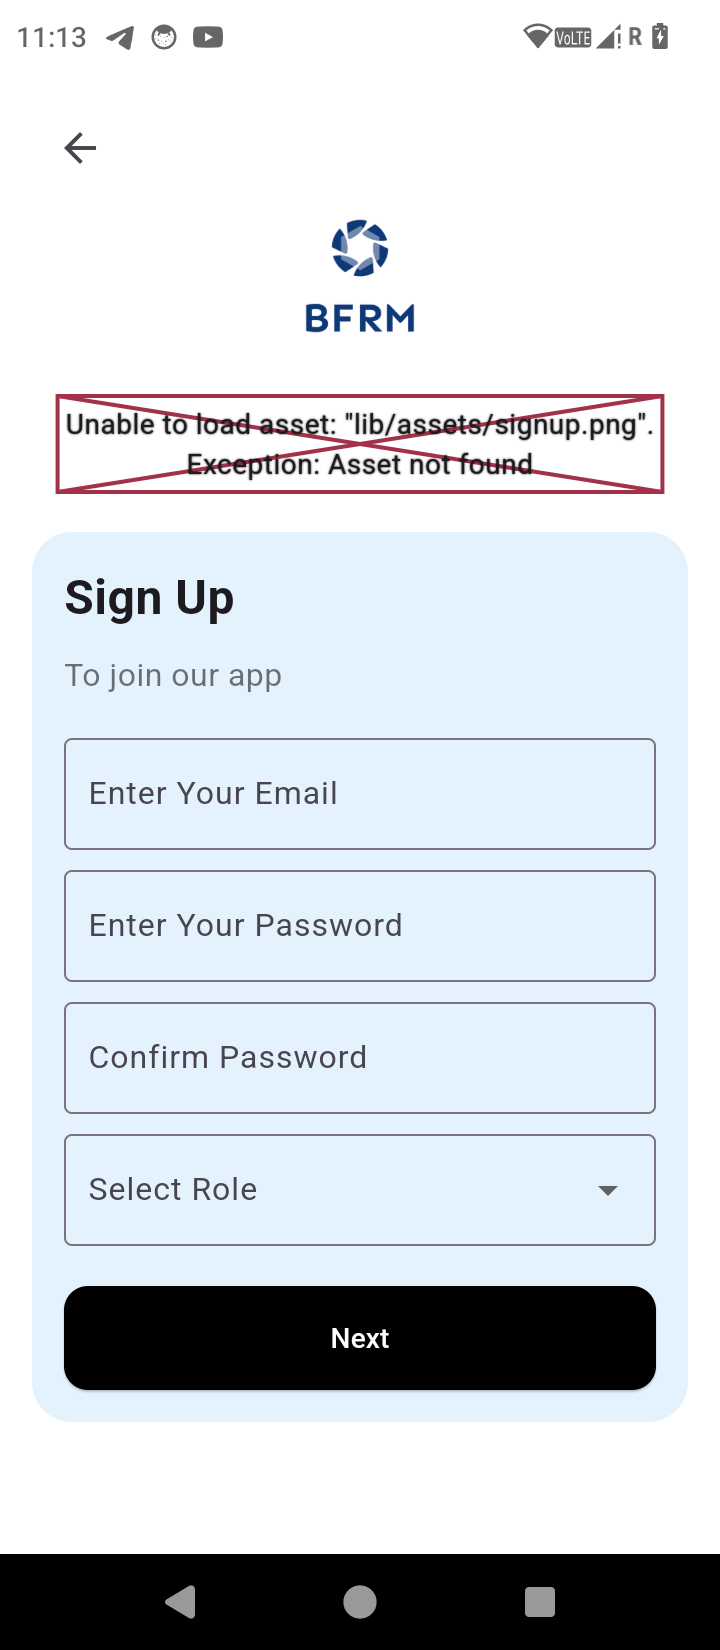 11:13 VoLTE R
BFRM
Unable to load asset: "lib/assets/signup.png".
Exception: Asset not found
Sign Up
To join our app
Enter Your Email
Enter Your Password
Confirm Password
Select Role
Next